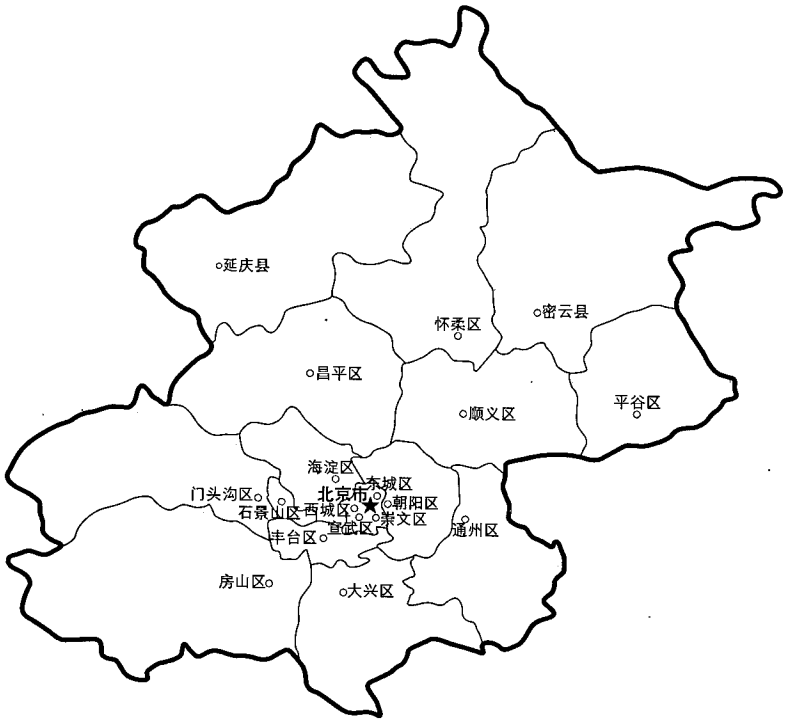 延庆县
密云县
怀柔区
昌平区
平谷区
顺义区
海淀区
东城区
北京市
门头沟区
朝阳区
石景山区
西城区
崇文区
宣武区
通州区
丰台区
房山区
大兴区